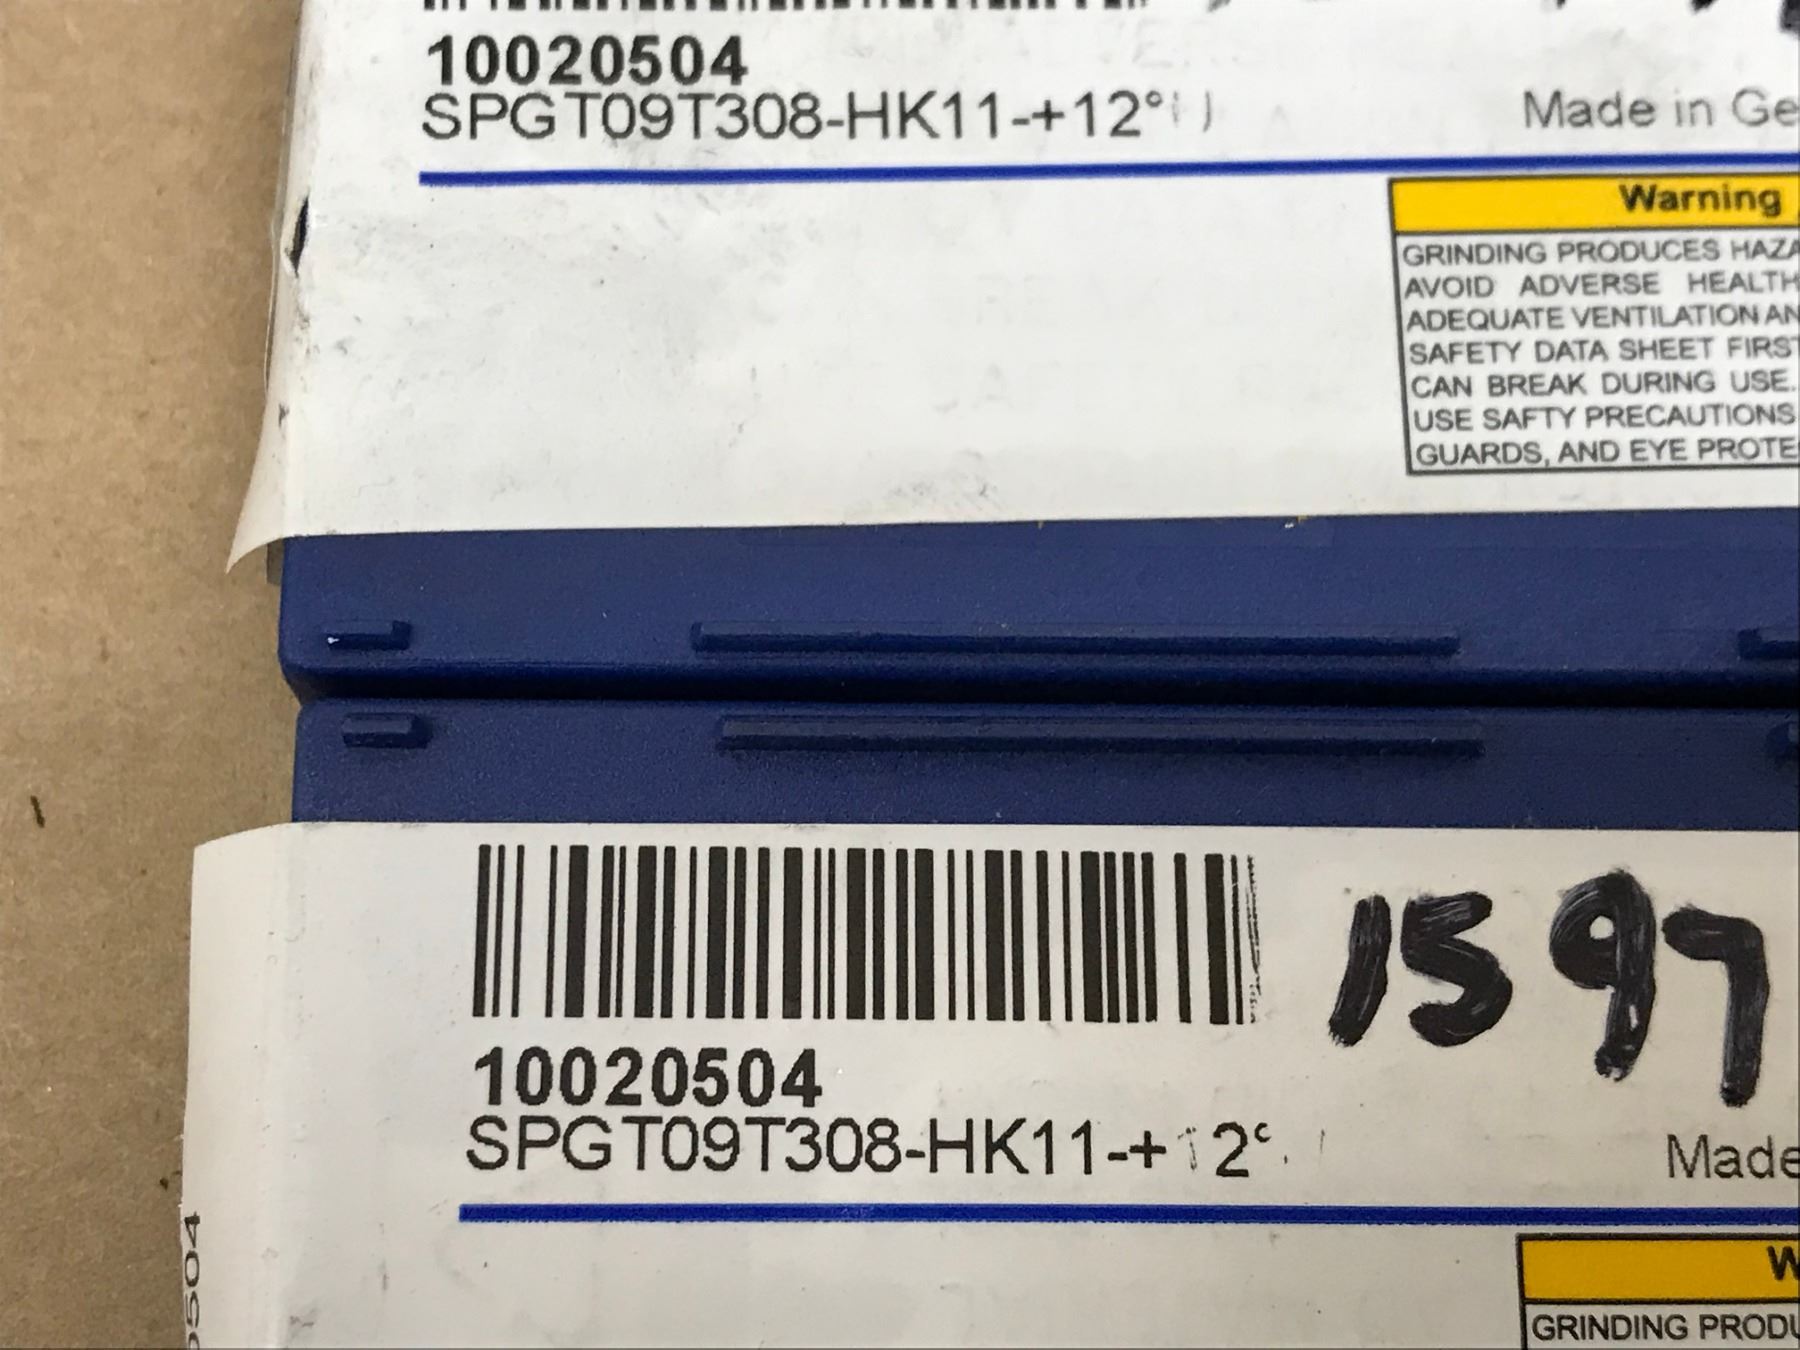 10020504
SPGT09T308-HK11-+12°
Made in Ge
Warning
GRINDING PRODUCES HAZA
AVOID ADVERSE HEALTH
ADEQUATE VENTILATION AN
SAFETY DATA SHEET FIRST
CAN BREAK DURING USE.
USE SAFTY PRECAUTIONS
GUARDS, AND EYE PROTE
1597
10020504
SPGT09T308-HK11-+ 2°
Made
W
GRINDING PRODU
0504